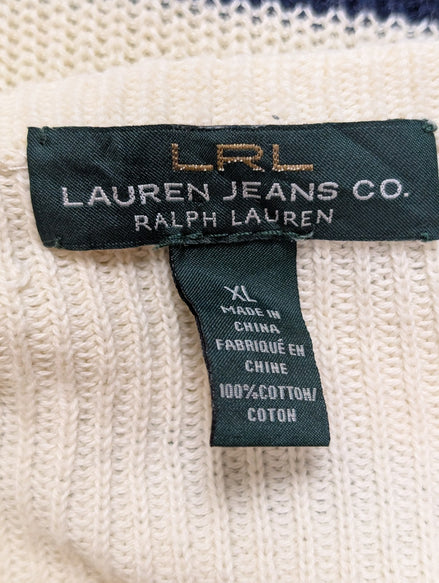 LRL
LAUREN JEANS CO.
RALPH LAUREN
XL
MADE IN
CHINA
FABRIQUÉ EN
CHINE
100%COTTON/
COTON